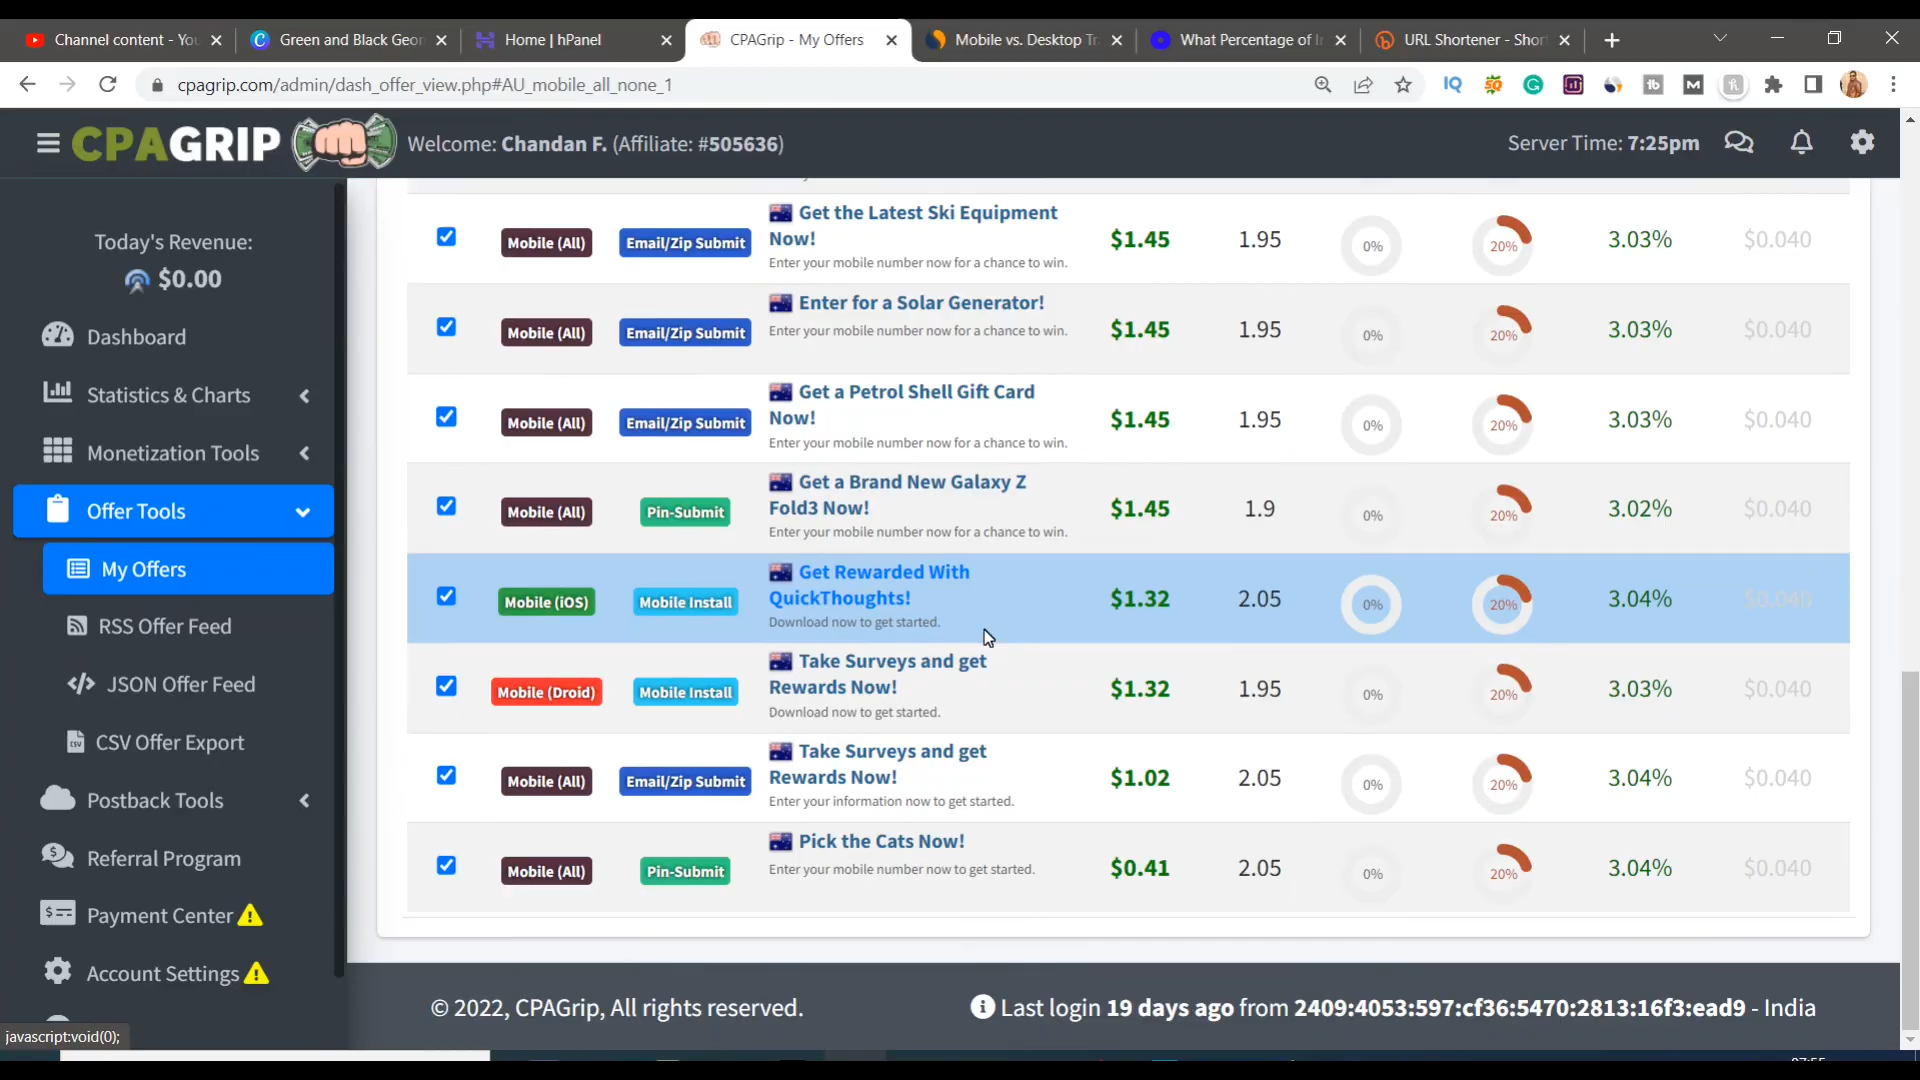 Channel content - You
Green and Black Geor
Home | hPanel
CPAGrip - My Offers
Mobile vs. Desktop Tr
What Percentage of I
URL Shortener - Shor
cpagrip.com/admin/dash_offer_view.php#AU_mobile_all_none_1
CPAGRIP
Welcome: Chandan F. (Affiliate: #505636)
Server Time: 7:25pm
Today's Revenue:
$0.00
Dashboard
Statistics & Charts
Monetization Tools
Offer Tools
My Offers
RSS Offer Feed
JSON Offer Feed
CSV Offer Export
Postback Tools
Referral Program
Payment Center
Account Settings
Mobile (All) Email/Zip Submit Get the Latest Ski Equipment $1.45 1.95 0% 20% 3.03% $0.040
Now!
Enter your mobile number now for a chance to win.
Mobile (All) Email/Zip Submit Enter for a Solar Generator! $1.45 1.95 0% 20% 3.03% $0.040
Enter your mobile number now for a chance to win.
Mobile (All) Email/Zip Submit Get a Petrol Shell Gift Card $1.45 1.95 0% 20% 3.03% $0.040
Now!
Enter your mobile number now for a chance to win.
Mobile (All) Pin-Submit Get a Brand New Galaxy Z $1.45 1.9 0% 20% 3.02% $0.040
Fold3 Now!
Enter your mobile number now for a chance to win.
Mobile (iOS) Mobile Install Get Rewarded With $1.32 2.05 0% 20% 3.04% $0.040
QuickThoughts!
Download now to get started.
Mobile (Droid) Mobile Install Take Surveys and get $1.32 1.95 0% 20% 3.03% $0.040
Rewards Now!
Download now to get started.
Mobile (All) Email/Zip Submit Take Surveys and get $1.02 2.05 0% 20% 3.04% $0.040
Rewards Now!
Enter your information now to get started.
Mobile (All) Pin-Submit Pick the Cats Now! $0.41 2.05 0% 20% 3.04% $0.040
Enter your mobile number now to get started.
© 2022, CPAGrip, All rights reserved.
Last login 19 days ago from 2409:4053:597:cf36:5470:2813:16f3:ead9 - India
javascript:void(0);